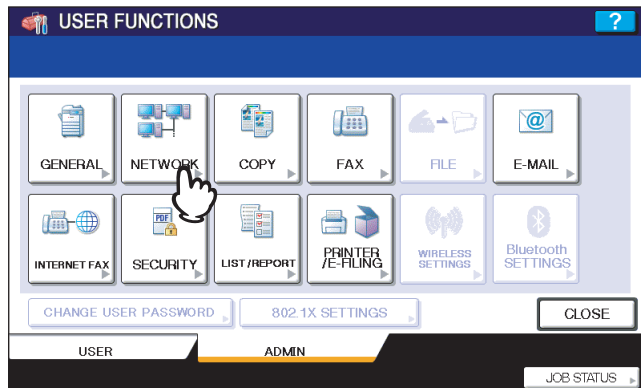 USER FUNCTIONS
?
GENERAL
NETWORK
COPY
FAX
FILE
@
E-MAIL
INTERNET FAX
PDF
SECURITY
LIST/REPORT
PRINTER
/E-FILING
WIRELESS
SETTINGS
Bluetooth
SETTINGS
CHANGE USER PASSWORD
802.1X SETTINGS
CLOSE
USER
ADMIN
JOB STATUS